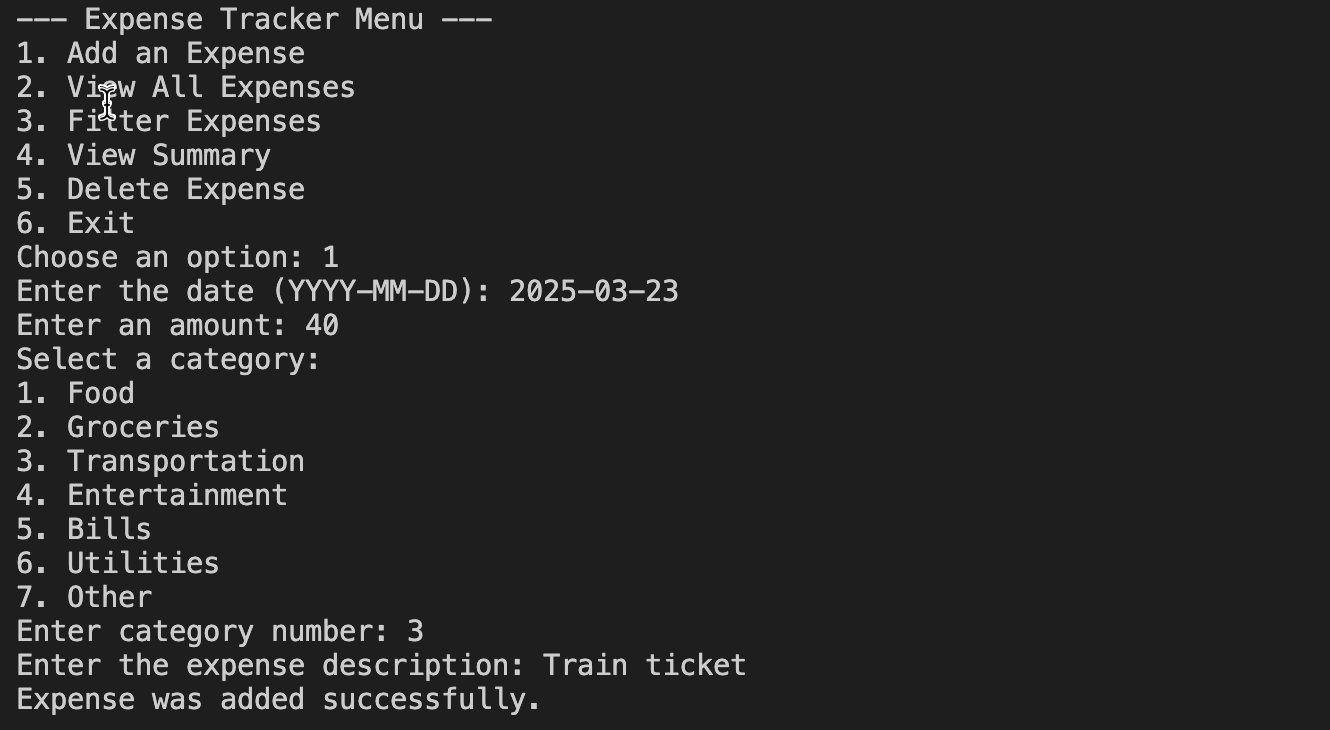 --- Expense Tracker Menu ---
1. Add an Expense
2. View All Expenses
3. Filter Expenses
4. View Summary
5. Delete Expense
6. Exit
Choose an option: 1
Enter the date (YYYY-MM-DD): 2025-03-23
Enter an amount: 40
Select a category:
1. Food
2. Groceries
3. Transportation
4. Entertainment
5. Bills
6. Utilities
7. Other
Enter category number: 3
Enter the expense description: Train ticket
Expense was added successfully.